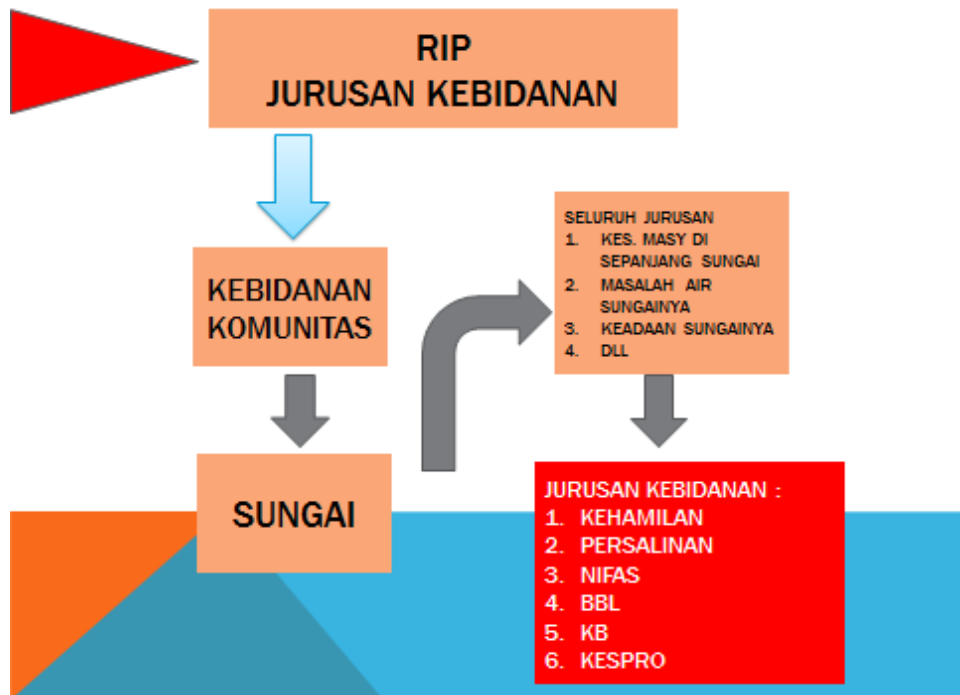 RIP
JURUSAN KEBIDANAN
KEBIDANAN
KOMUNITAS
SUNGAI
SELURUH JURUSAN
1. KES. MASY DI
SEPANJANG SUNGAI
2. MASALAH AIR
SUNGAINYA
3. KEADAAN SUNGAINYA
4. DLL
JURUSAN KEBIDANAN :
1. KEHAMILAN
2. PERSALINAN
3. NIFAS
4. BBL
5. KB
6. KESPRO